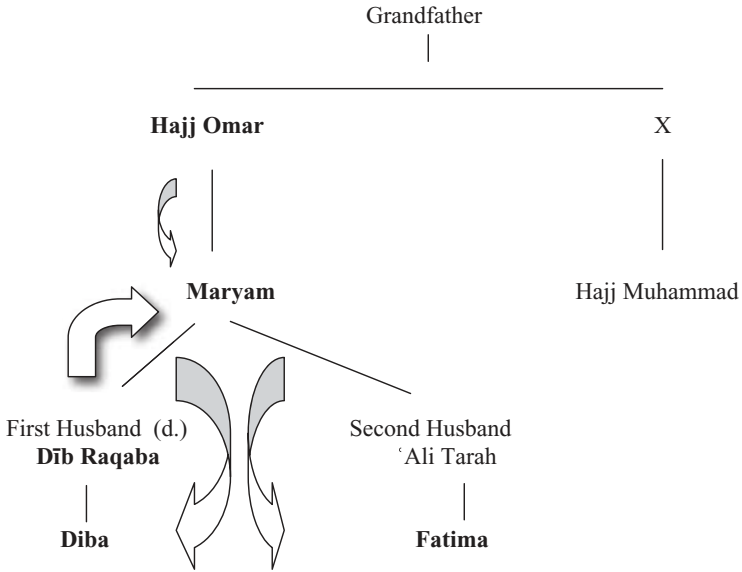 Grandfather
Hajj Omar X
Maryam Hajj Muhammad
First Husband (d.) Second Husband
Dīb Raqaba ʿAli Tarah
Diba Fatima